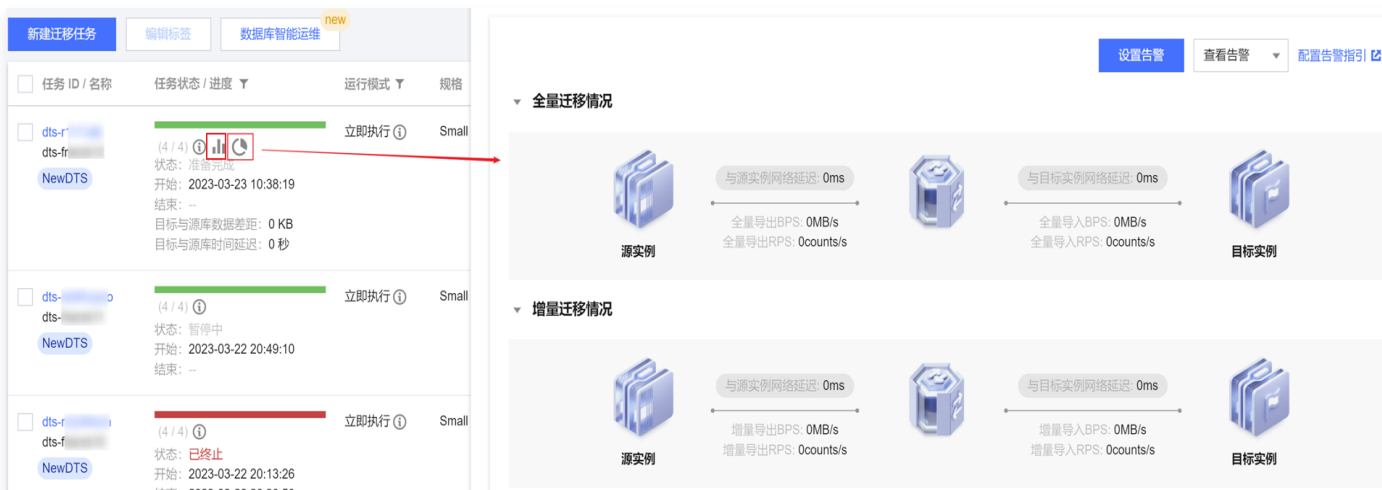 新建迁移任务
编辑标签
数据库智能运维
new
任务 ID / 名称
任务状态 / 进度
运行模式
规格
dts-r
dts-fr
NewDTS
(4 / 4)
状态：准备完成
开始：2023-03-23 10:38:19
结束：--
目标与源库数据差距：0 KB
目标与源库时间延迟：0 秒
立即执行
Small
dts-
dts-
NewDTS
(4 / 4)
状态：暂停中
开始：2023-03-22 20:49:10
结束：--
立即执行
Small
dts-r
dts-f
NewDTS
(4 / 4)
状态：已终止
开始：2023-03-22 20:13:26
立即执行
Small
设置告警
查看告警
配置告警指引
全量迁移情况
源实例
与源实例网络延迟: 0ms
全量导出BPS: 0MB/s
全量导出RPS: 0counts/s
与目标实例网络延迟: 0ms
全量导入BPS: 0MB/s
全量导入RPS: 0counts/s
目标实例
增量迁移情况
源实例
与源实例网络延迟: 0ms
增量导出BPS: 0MB/s
增量导出RPS: 0counts/s
与目标实例网络延迟: 0ms
增量导入BPS: 0MB/s
增量导入RPS: 0counts/s
目标实例